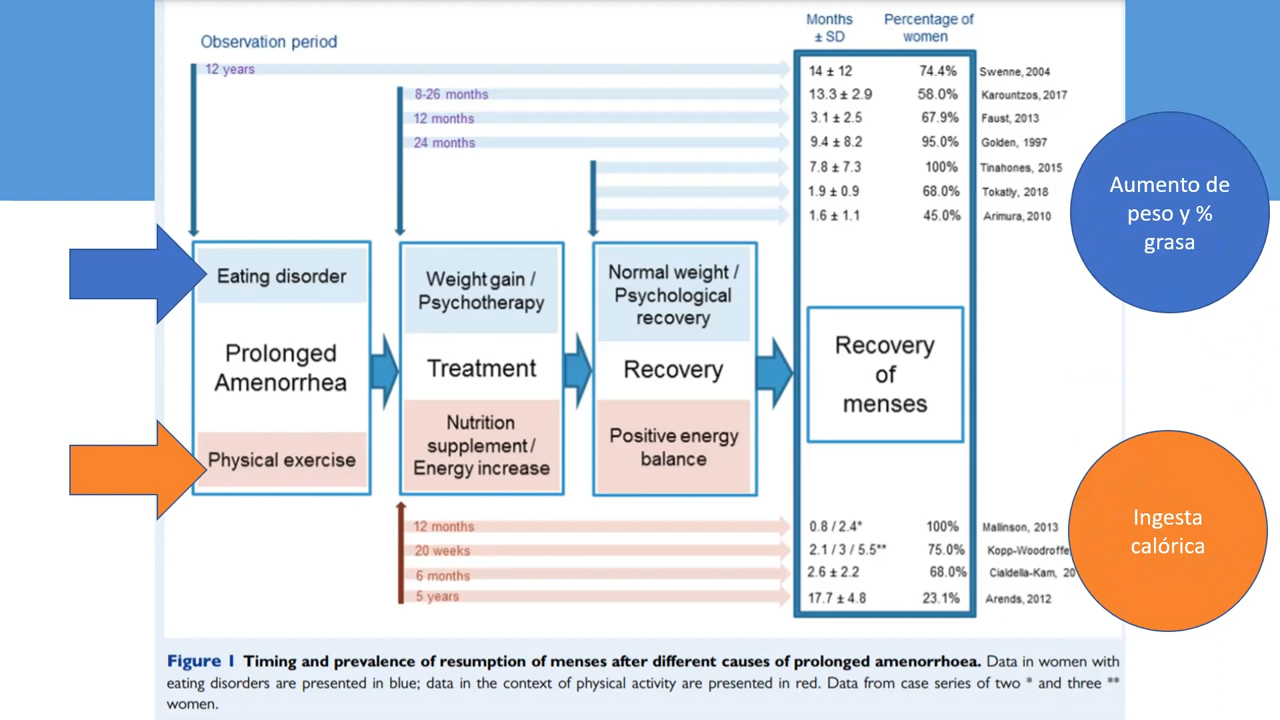 Observation period
Months ± SD
Percentage of women
12 years
14 ± 12 74.4% Swenne, 2004
8-26 months
13.3 ± 2.9 58.0% Karountzos, 2017
12 months
3.1 ± 2.5 67.9% Faust, 2013
24 months
9.4 ± 8.2 95.0% Golden, 1997
7.8 ± 7.3 100% Tinahones, 2015
1.9 ± 0.9 68.0% Tokatly, 2018
1.6 ± 1.1 45.0% Arimura, 2010
Aumento de
peso y %
grasa
Eating disorder
Prolonged
Amenorrhea
Physical exercise
Weight gain /
Psychotherapy
Treatment
Nutrition
supplement /
Energy increase
Normal weight /
Psychological
recovery
Recovery
Positive energy
balance
Recovery
of
menses
12 months
0.8 / 2.4* 100% Mallinson, 2013
20 weeks
2.1 / 3 / 5.5** 75.0% Kopp-Woodroffe
6 months
2.6 ± 2.2 68.0% Cialdella-Kam, 20
5 years
17.7 ± 4.8 23.1% Arends, 2012
Ingesta
calórica
Figure 1 Timing and prevalence of resumption of menses after different causes of prolonged amenorrhoea. Data in women with
eating disorders are presented in blue; data in the context of physical activity are presented in red. Data from case series of two * and three **
women.